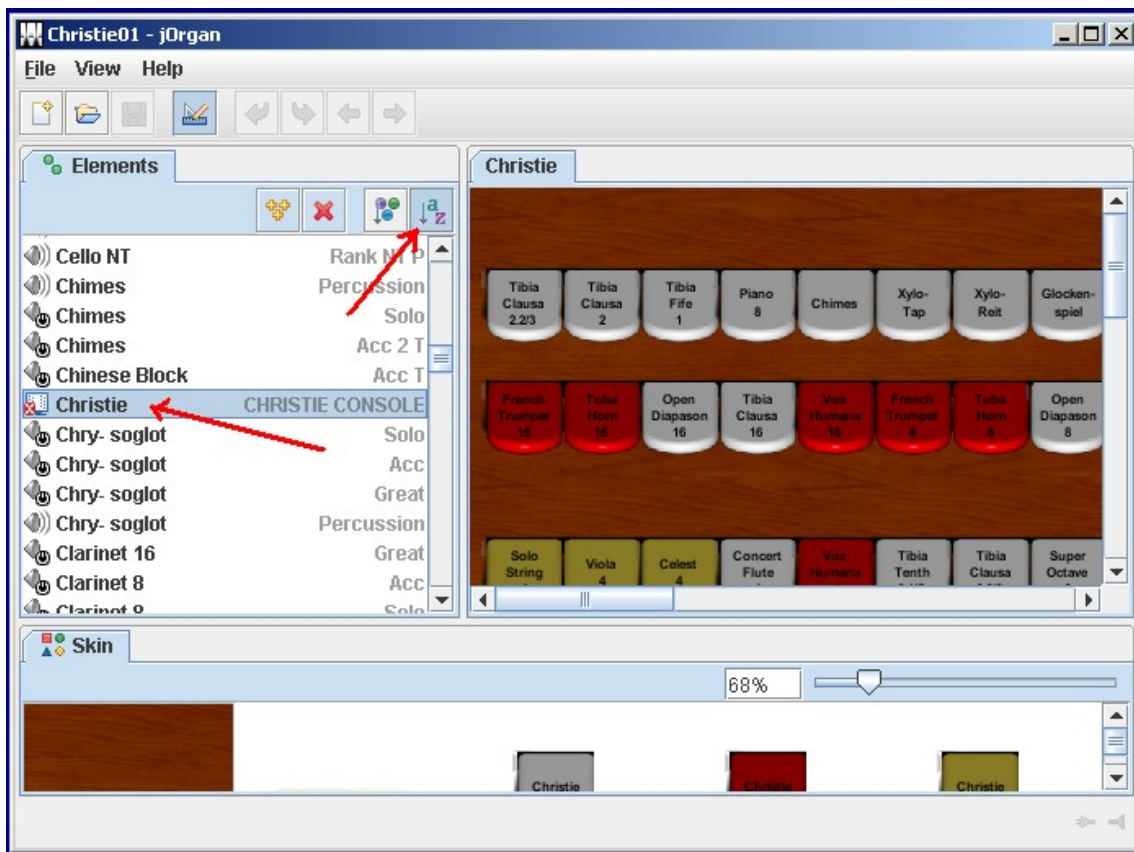 Christie01 - jOrgan
File View Help
Elements
a
z
Cello NT Rank NT P
Chimes Percussion
Chimes Solo
Chimes Acc 2 T
Chinese Block Acc T
Christie CHRISTIE CONSOLE
Chry- soglot Solo
Chry- soglot Acc
Chry- soglot Great
Chry- soglot Percussion
Clarinet 16 Great
Clarinet 8 Acc
Clarinet 8 Solo
Christie
Tibia Clausa 2.2/3
Tibia Clausa 2
Tibia Fife 1
Piano 8
Chimes
Xylo- Tap
Xylo- Reit
Glocken- spiel
French Trumpet 16
Tuba Horn 16
Open Diapason 16
Tibia Clausa 16
Vox Humana 16
French Trumpet 8
Tuba Horn 8
Open Diapason 8
Solo String
Viola 4
Celest 4
Concert Flute
Vox Humana
Tibia Tenth
Tibia Clausa
Super Octave
Skin
68%
Christie
Christie
Christie